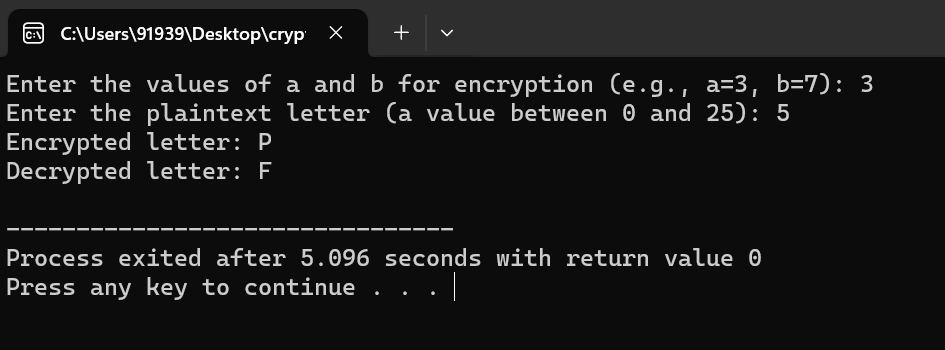 C:\Users\91939\Desktop\cryp
Enter the values of a and b for encryption (e.g., a=3, b=7): 3
Enter the plaintext letter (a value between 0 and 25): 5
Encrypted letter: P
Decrypted letter: F
--------------------------------
Process exited after 5.096 seconds with return value 0
Press any key to continue . . .